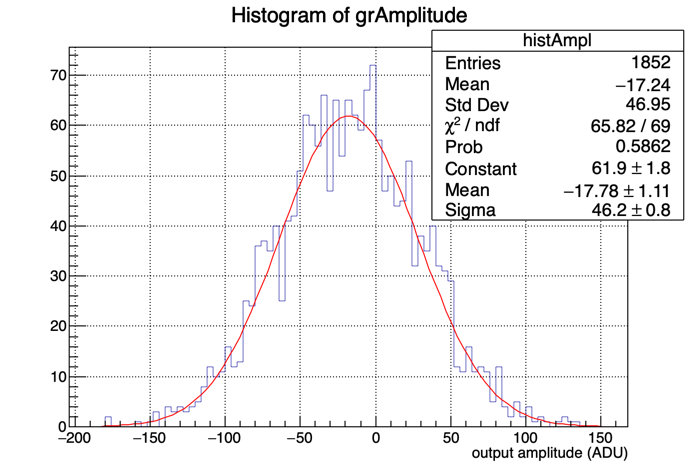 Histogram of grAmplitude
histAmpl
Entries 1852
Mean −17.24
Std Dev 46.95
χ² / ndf 65.82 / 69
Prob 0.5862
Constant 61.9 ± 1.8
Mean −17.78 ± 1.11
Sigma 46.2 ± 0.8
70
60
50
40
30
20
10
0
−200 −150 −100 −50 0 50 100 150
output amplitude (ADU)